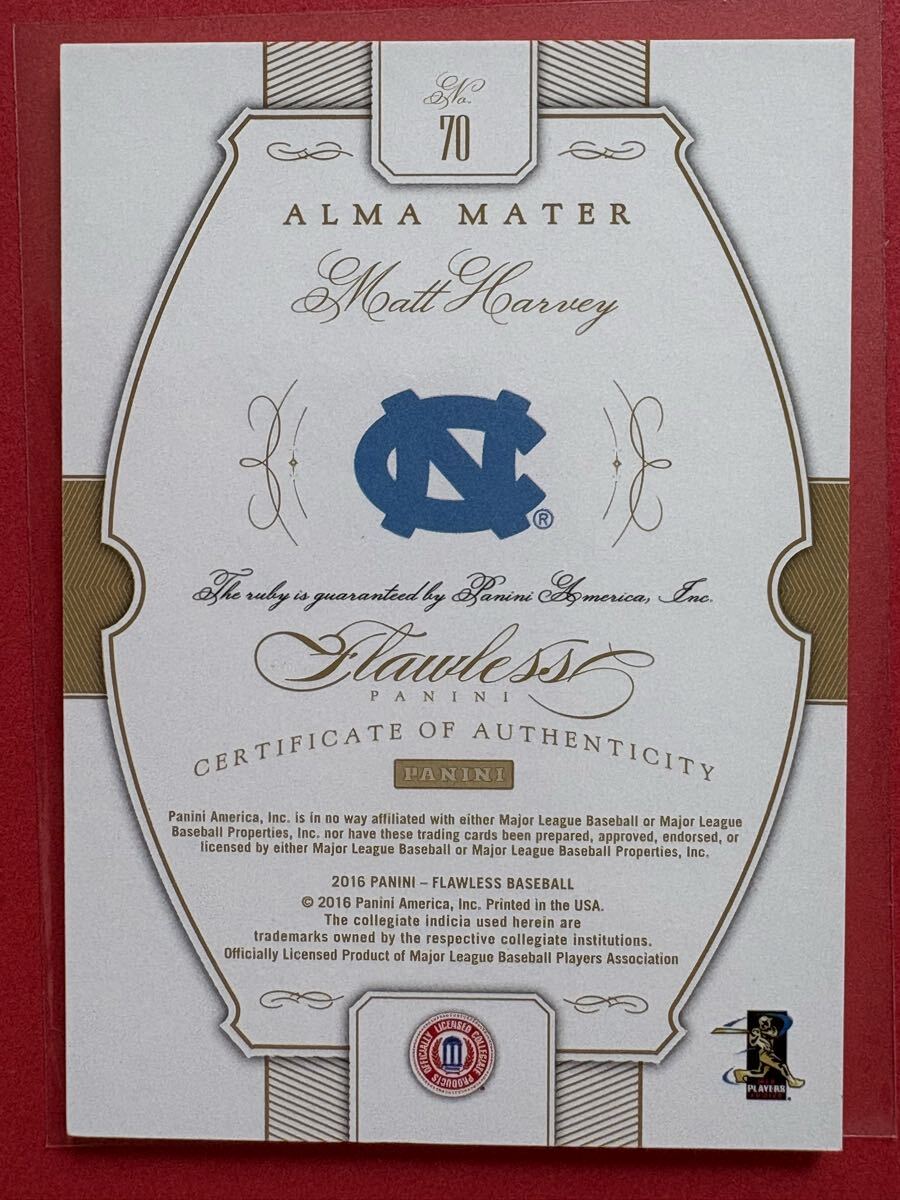 No.
70
ALMA MATER
Matt Harvey
NC
®
The ruby is guaranteed by Panini America, Inc.
Flawless
PANINI
CERTIFICATE OF AUTHENTICITY
PANINI
Panini America, Inc. is in no way affiliated with either Major League Baseball or Major League
Baseball Properties, Inc. nor have these trading cards been prepared, approved, endorsed, or
licensed by either Major League Baseball or Major League Baseball Properties, Inc.
2016 PANINI – FLAWLESS BASEBALL
© 2016 Panini America, Inc. Printed in the USA.
The collegiate indicia used herein are
trademarks owned by the respective collegiate institutions.
Officially Licensed Product of Major League Baseball Players Association
OFFICIALLY LICENSED COLLEGIATE PRODUCTS
PLAYERS